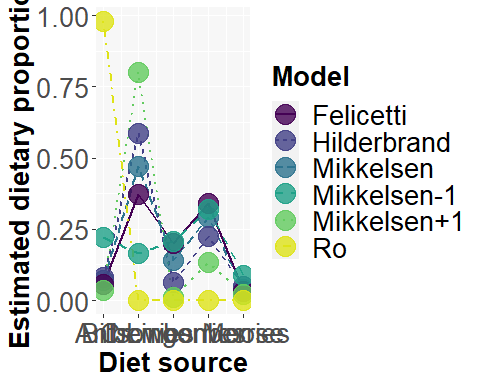 Estimated dietary proportion
1.00
0.75
0.50
0.25
0.00
Diet source
Model
Felicetti
Hilderbrand
Mikkelsen
Mikkelsen-1
Mikkelsen+1
Ro